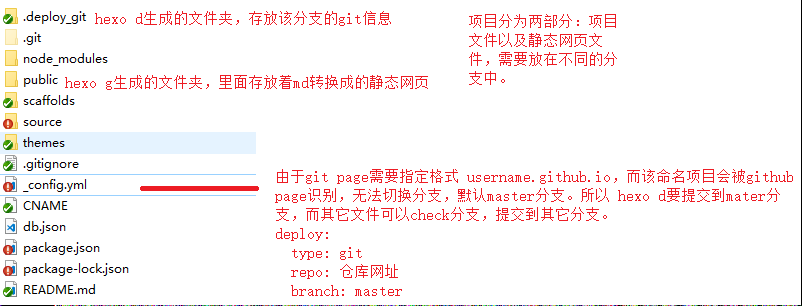 .deploy_git hexo d生成的文件夹，存放该分支的git信息
.git
node_modules
public hexo g生成的文件夹，里面存放着md转换成的静态网页
scaffolds
source
themes
.gitignore
_config.yml
CNAME
db.json
package.json
package-lock.json
README.md
项目分为两部分：项目
文件以及静态网页文
件，需要放在不同的分
支中。
由于git page需要指定格式 username.github.io，而该命名项目会被github
page识别，无法切换分支，默认master分支。所以 hexo d要提交到mater分
支，而其它文件可以check分支，提交到其它分支。
deploy:
type: git
repo: 仓库网址
branch: master